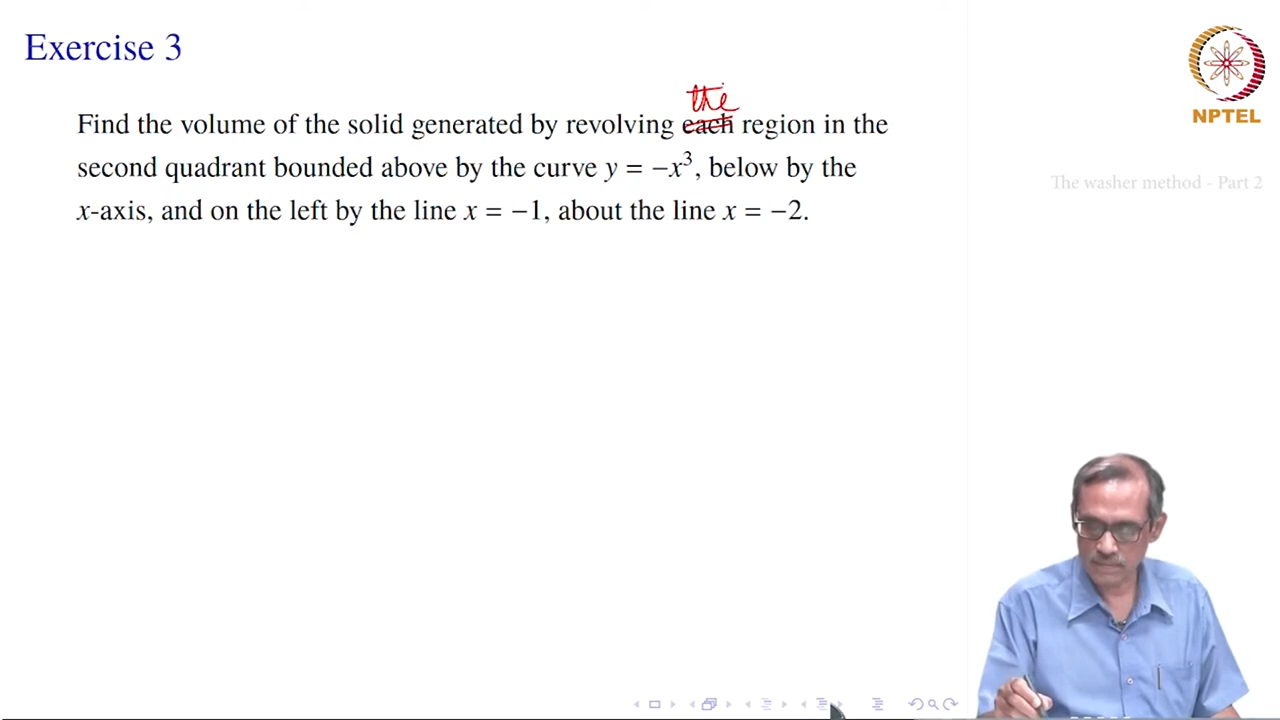 Exercise 3
the
Find the volume of the solid generated by revolving each region in the
second quadrant bounded above by the curve y = −x³, below by the
x-axis, and on the left by the line x = −1, about the line x = −2.
NPTEL
The washer method - Part 2